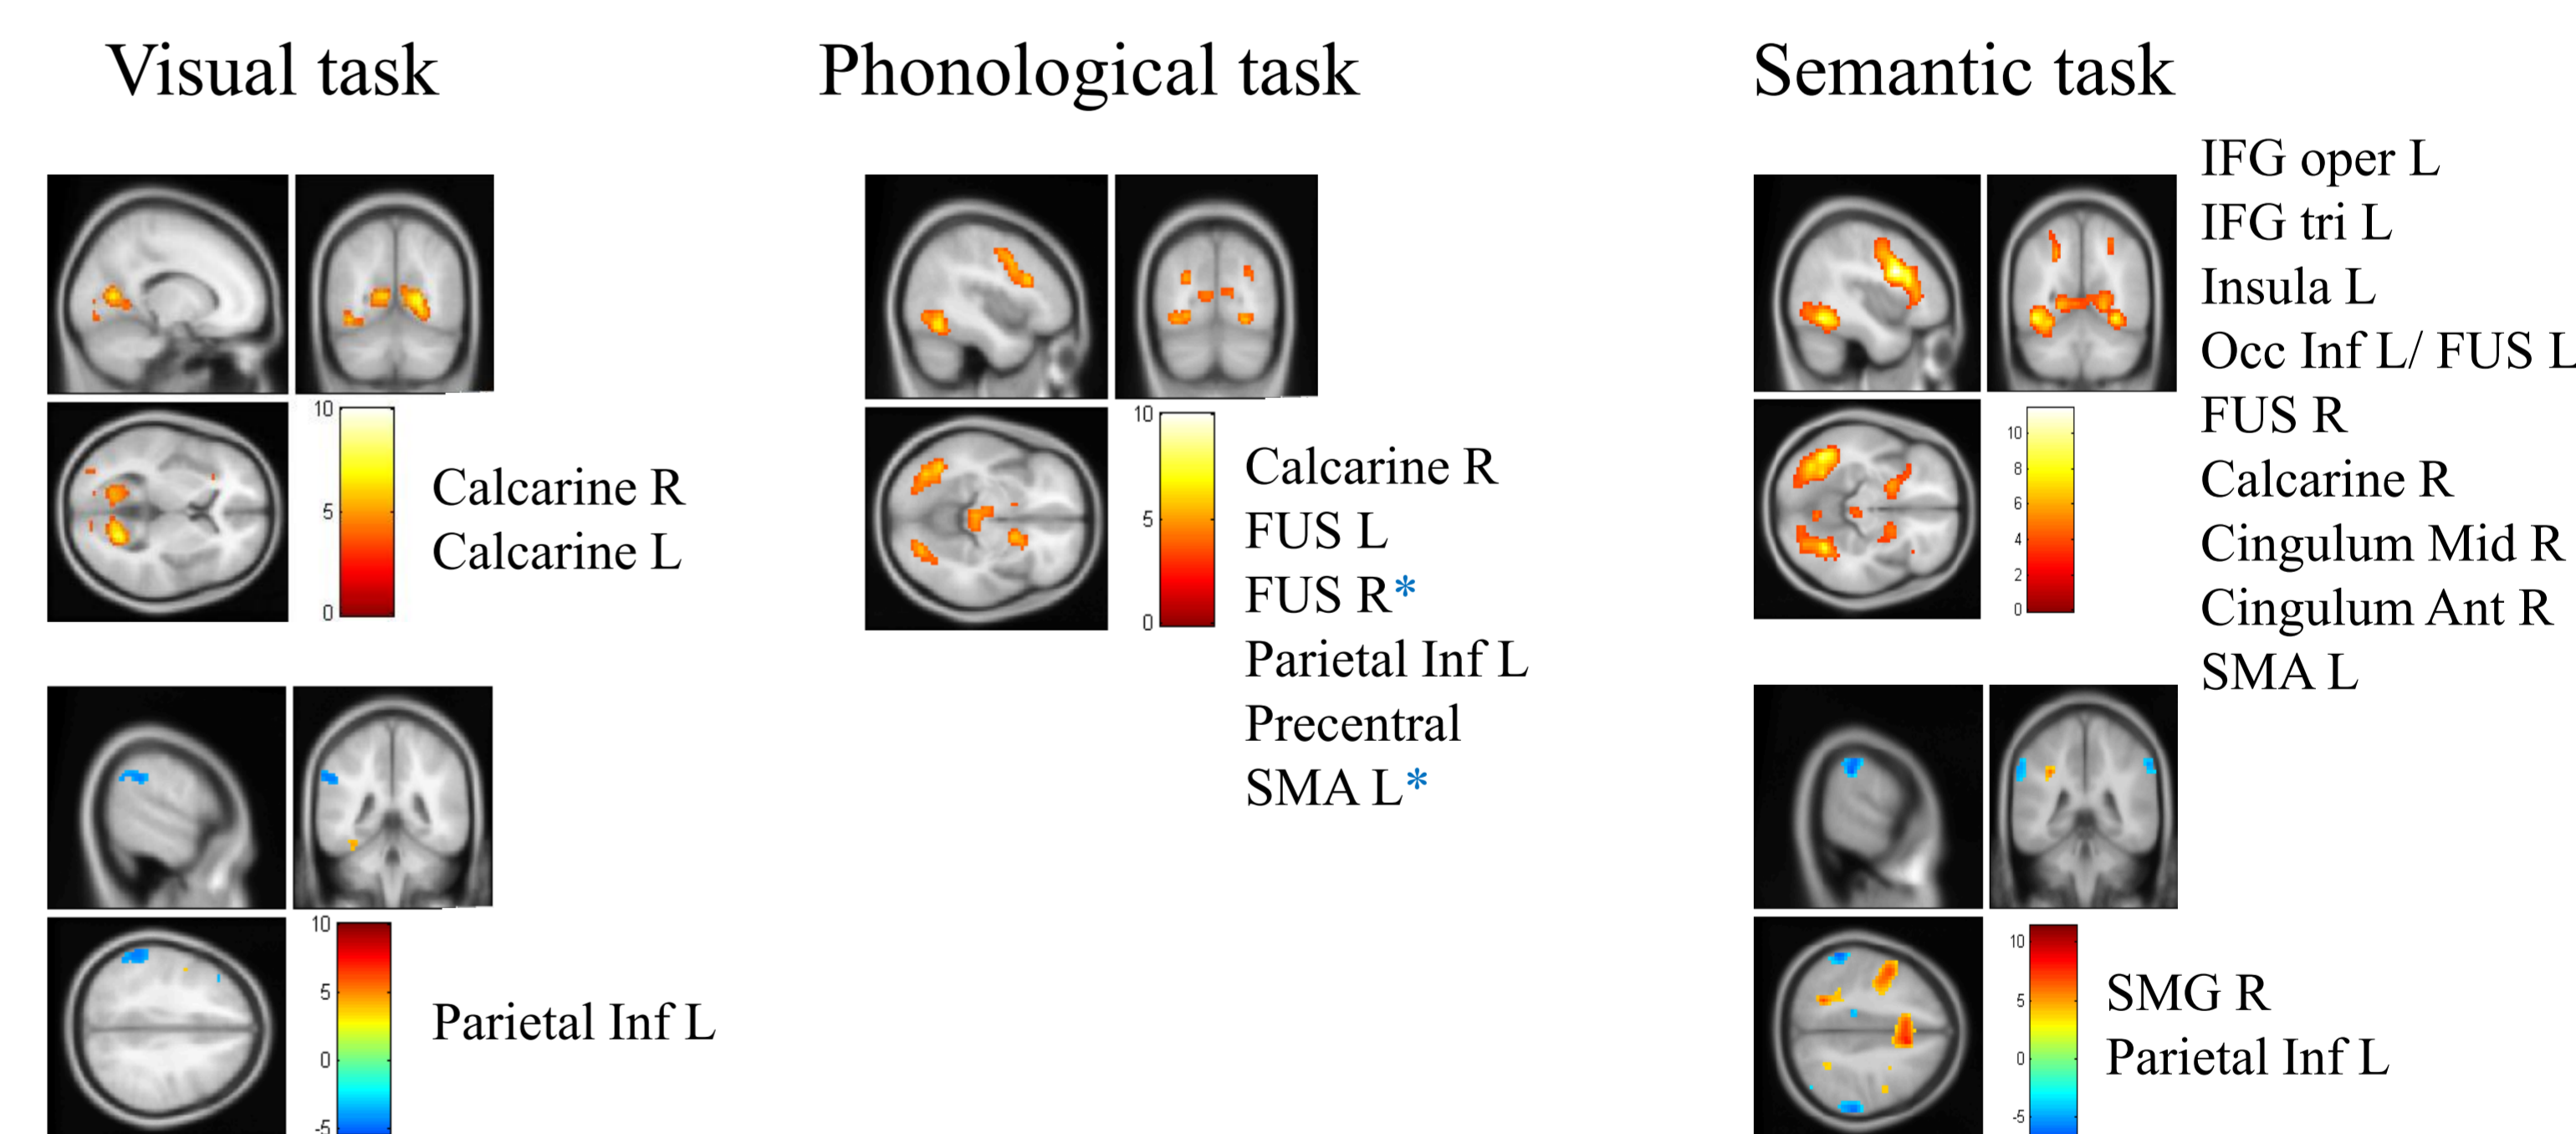 Visual task
10
5
0
Calcarine R
Calcarine L
10
5
0
-5
Parietal Inf L
Phonological task
10
5
0
Calcarine R
FUS L
FUS R*
Parietal Inf L
Precentral
SMA L*
Semantic task
IFG oper L
IFG tri L
Insula L
Occ Inf L/ FUS L
FUS R
Calcarine R
Cingulum Mid R
Cingulum Ant R
SMA L
10
8
6
4
2
0
10
5
0
-5
SMG R
Parietal Inf L